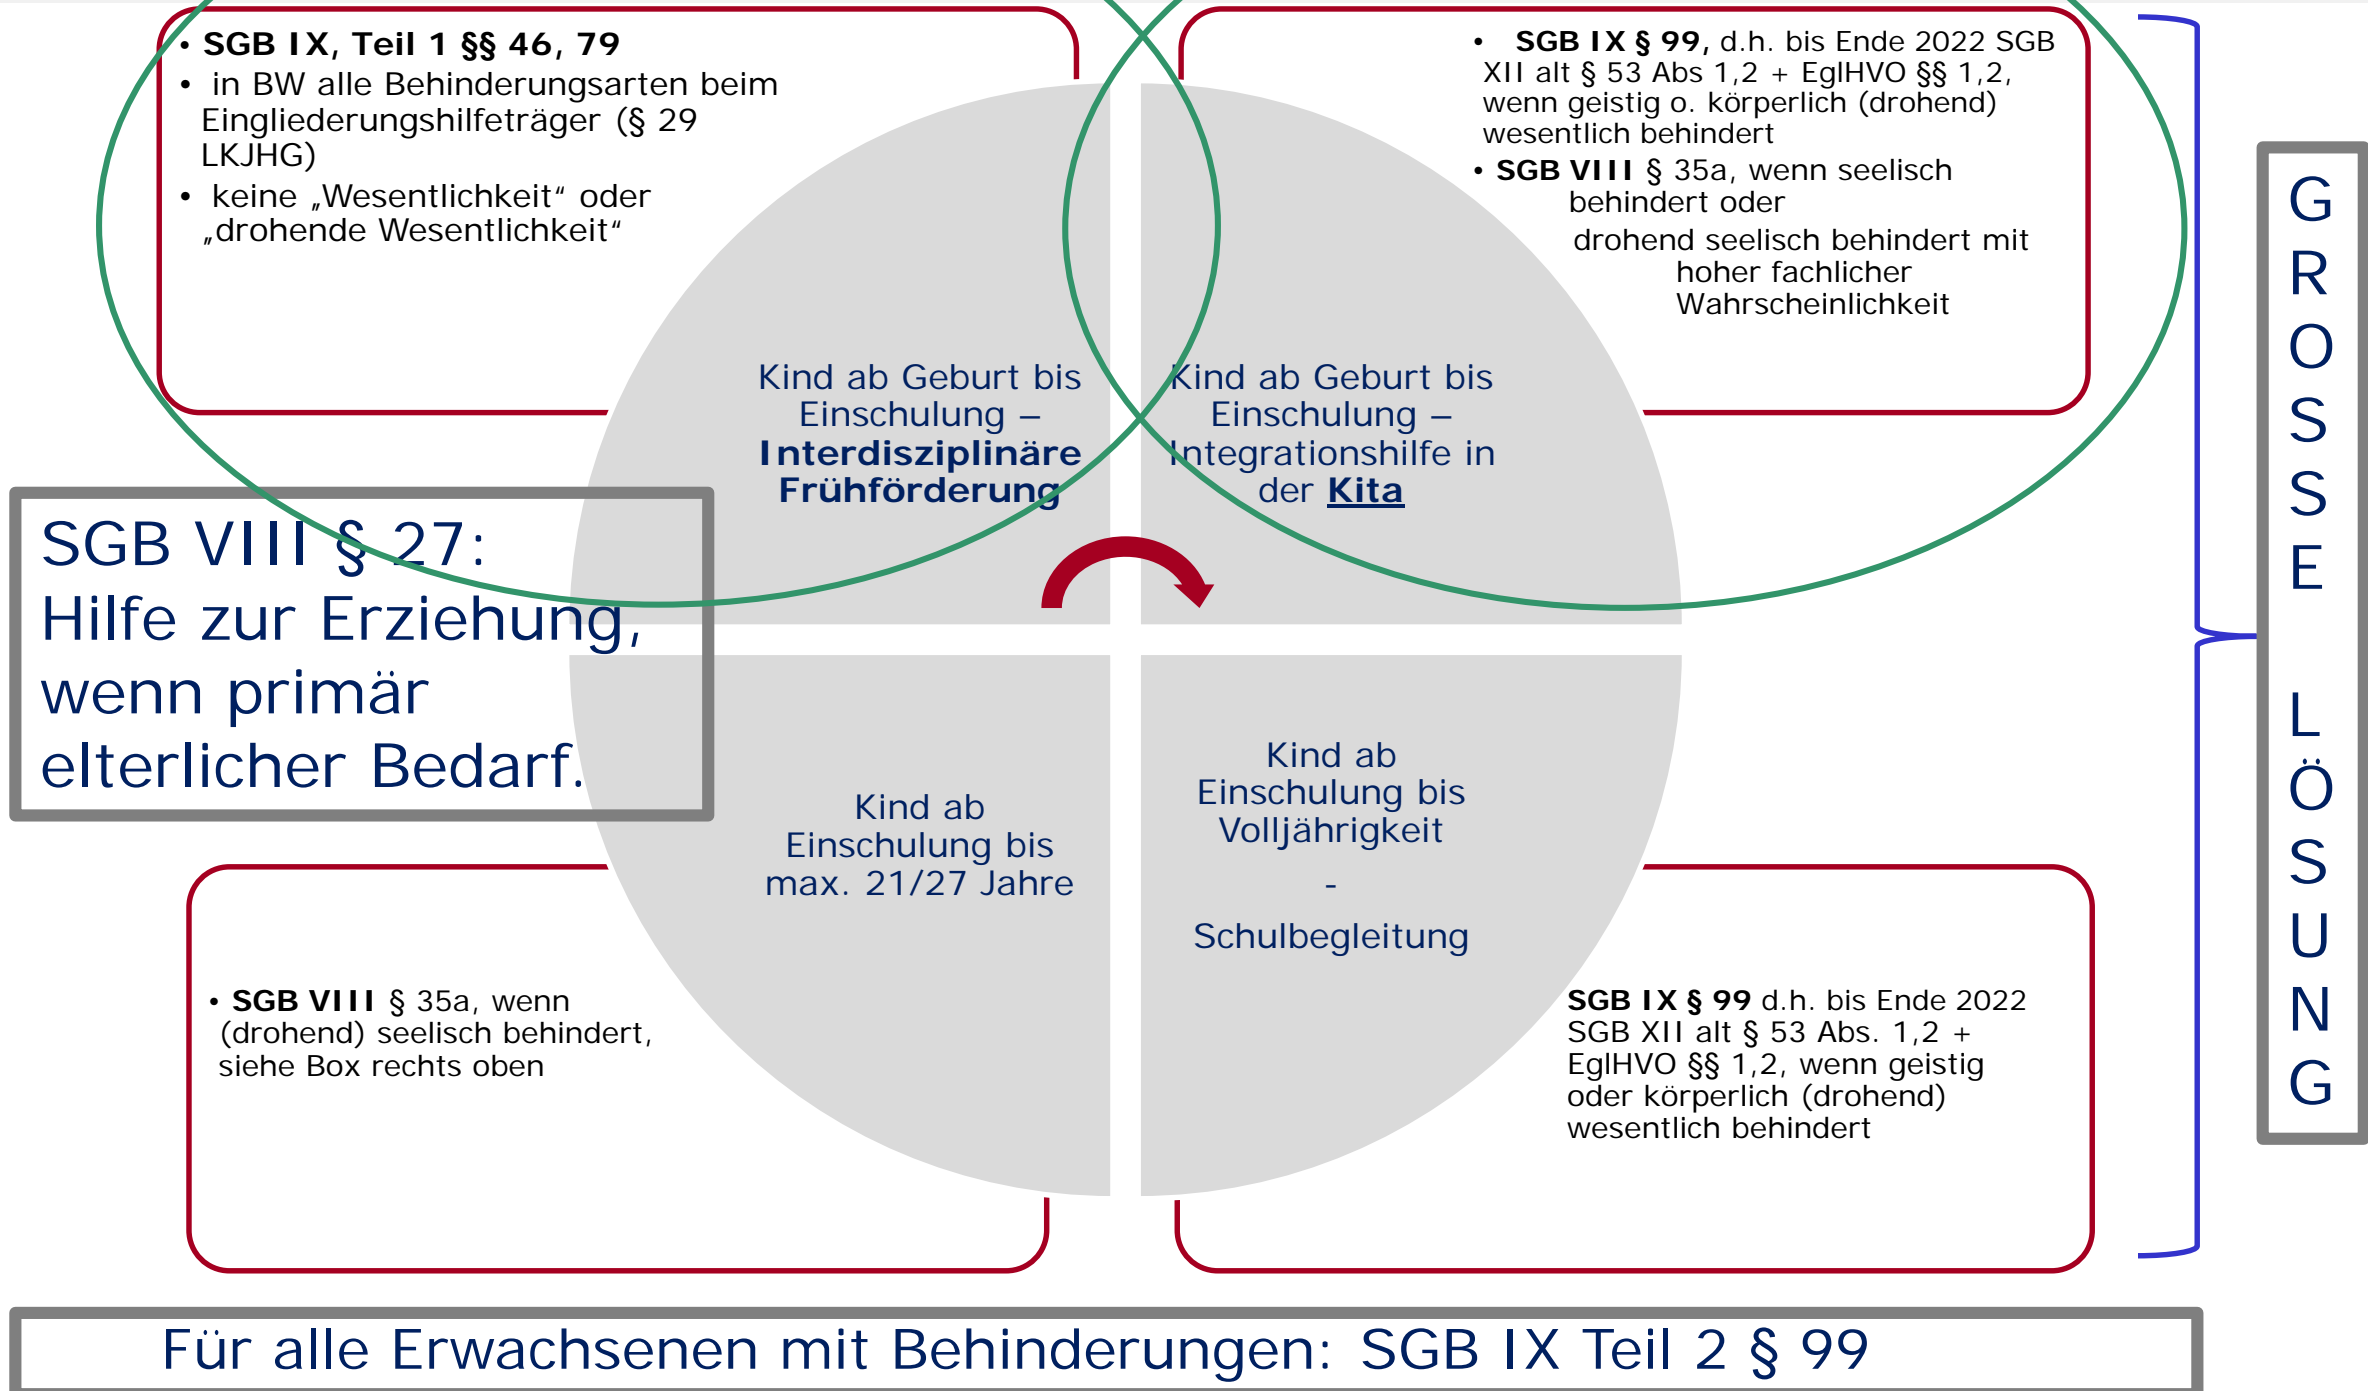 • SGB IX, Teil 1 §§ 46, 79
• in BW alle Behinderungsarten beim
Eingliederungshilfeträger (§ 29
LKJHG)
• keine „Wesentlichkeit“ oder
„drohende Wesentlichkeit“
• SGB IX § 99, d.h. bis Ende 2022 SGB
XII alt § 53 Abs 1,2 + EglHVO §§ 1,2,
wenn geistig o. körperlich (drohend)
wesentlich behindert
• SGB VIII § 35a, wenn seelisch
behindert oder
drohend seelisch behindert mit
hoher fachlicher
Wahrscheinlichkeit
Kind ab Geburt bis
Einschulung –
Interdisziplinäre
Frühförderung
Kind ab Geburt bis
Einschulung –
Integrationshilfe in
der Kita
SGB VIII § 27:
Hilfe zur Erziehung,
wenn primär
elterlicher Bedarf.
Kind ab
Einschulung bis
max. 21/27 Jahre
Kind ab
Einschulung bis
Volljährigkeit
-
Schulbegleitung
• SGB VIII § 35a, wenn
(drohend) seelisch behindert,
siehe Box rechts oben
SGB IX § 99 d.h. bis Ende 2022
SGB XII alt § 53 Abs. 1,2 +
EglHVO §§ 1,2, wenn geistig
oder körperlich (drohend)
wesentlich behindert
G
R
O
S
S
E
L
Ö
S
U
N
G
Für alle Erwachsenen mit Behinderungen: SGB IX Teil 2 § 99